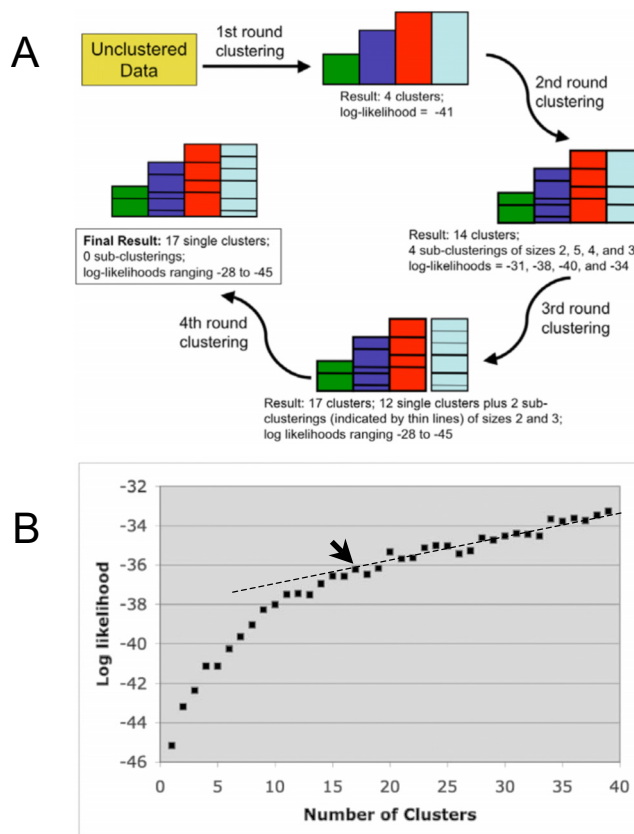 A
Unclustered
Data
1st round
clustering
Result: 4 clusters;
log-likelihood = -41
2nd round
clustering
Result: 14 clusters;
4 sub-clusterings of sizes 2, 5, 4, and 3
log-likelihoods = -31, -38, -40, and -34
3rd round
clustering
Result: 17 clusters; 12 single clusters plus 2 sub-
clusterings (indicated by thin lines) of sizes 2 and 3;
log likelihoods ranging -28 to -45
4th round
clustering
Final Result: 17 single clusters;
0 sub-clusterings;
log-likelihoods ranging -28 to -45
B
Log likelihood
-32
-34
-36
-38
-40
-42
-44
-46
0 5 10 15 20 25 30 35 40
Number of Clusters